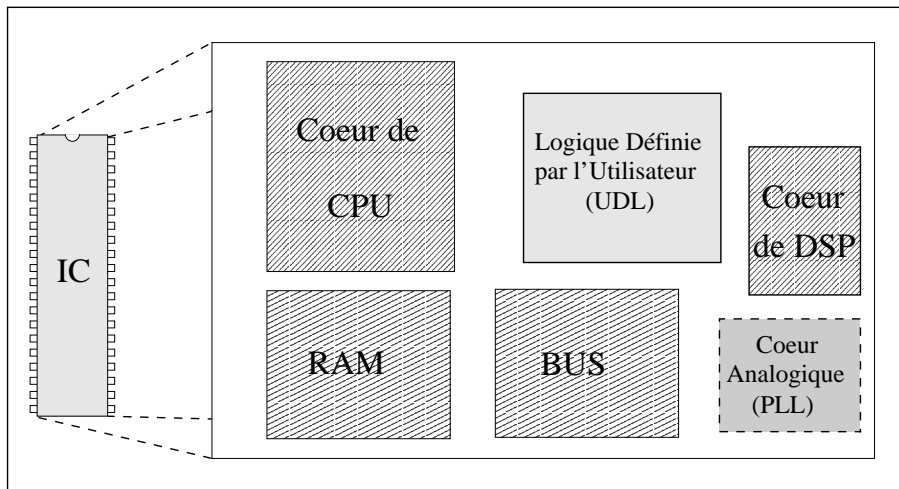 IC
Coeur de
CPU
Logique Définie
par l’Utilisateur
(UDL)
Coeur
de DSP
RAM
BUS
Coeur
Analogique
(PLL)